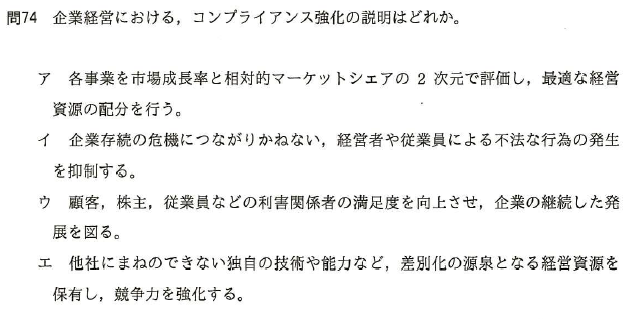 問74 企業経営における，コンプライアンス強化の説明はどれか。
ア 各事業を市場成長率と相対的マーケットシェアの 2 次元で評価し，最適な経営
資源の配分を行う。
イ 企業存続の危機につながりかねない，経営者や従業員による不法な行為の発生
を抑制する。
ウ 顧客，株主，従業員などの利害関係者の満足度を向上させ，企業の継続した発
展を図る。
エ 他社にまねのできない独自の技術や能力など，差別化の源泉となる経営資源を
保有し，競争力を強化する。